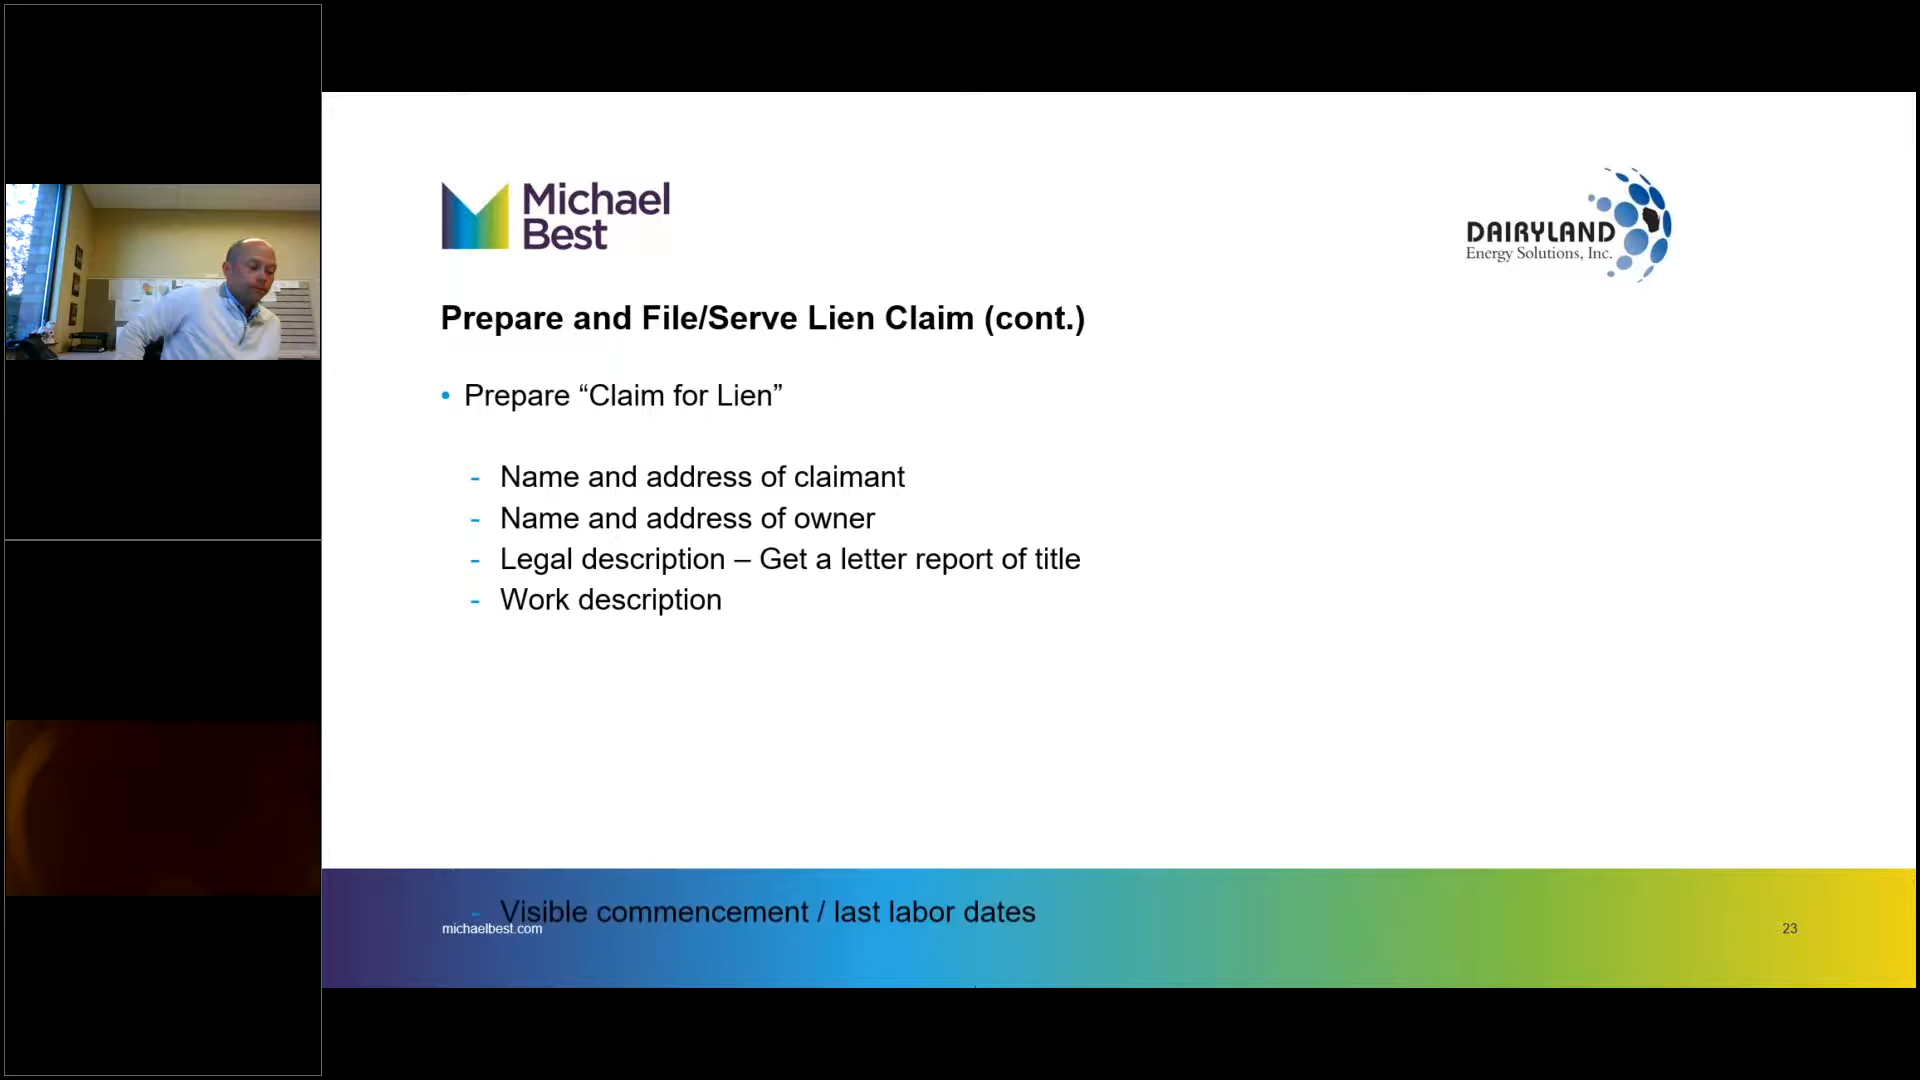 Michael
Best
DAIRYLAND
Energy Solutions, Inc.
Prepare and File/Serve Lien Claim (cont.)
• Prepare “Claim for Lien”
- Name and address of claimant
- Name and address of owner
- Legal description – Get a letter report of title
- Work description
- Visible commencement / last labor dates
michaelbest.com
23